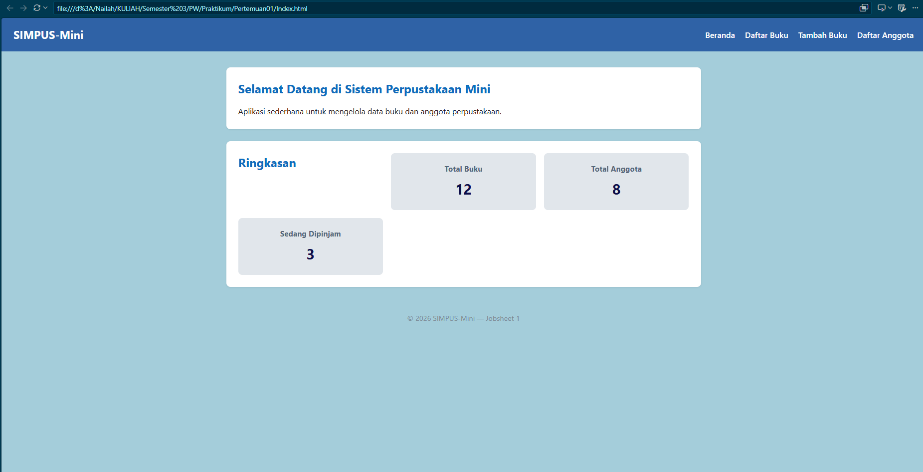 file:///d%3A/Nailah/KULIAH/Semester%203/PW/Praktikum/Pertemuan01/Index.html
SIMPUS-Mini
Beranda Daftar Buku Tambah Buku Daftar Anggota
Selamat Datang di Sistem Perpustakaan Mini
Aplikasi sederhana untuk mengelola data buku dan anggota perpustakaan.
Ringkasan
Total Buku
12
Total Anggota
8
Sedang Dipinjam
3
© 2026 SIMPUS-Mini — Jobsheet 1